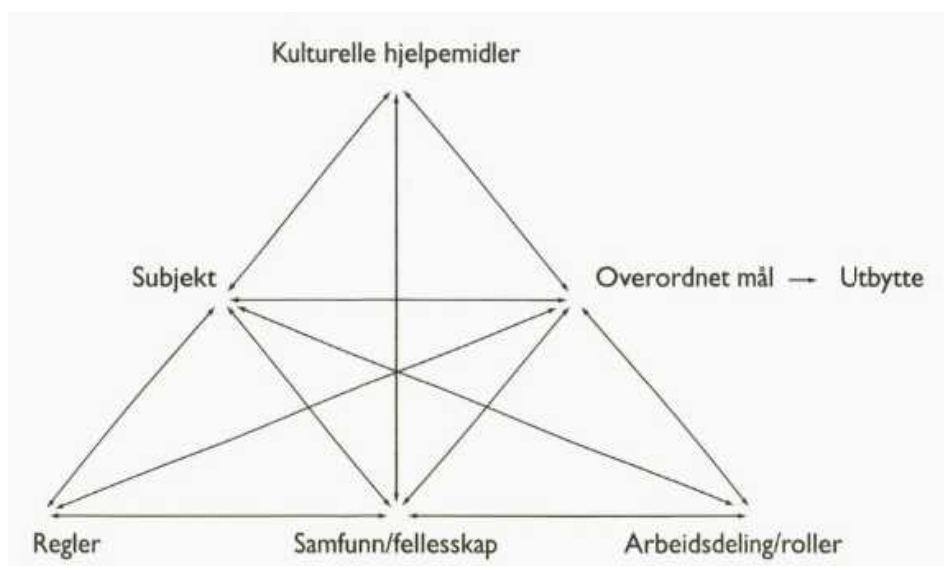 Kulturelle hjelpemidler
Subjekt
Overordnet mål → Utbytte
Regler
Samfunn/fellesskap
Arbeidsdeling/roller